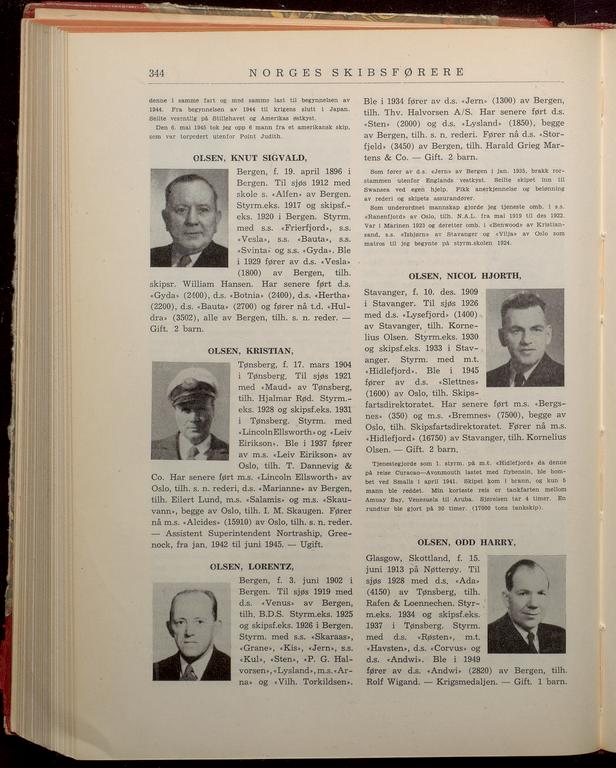 344
NORGES SKIBSFØRERE
denne i samme fart og med samme last til begynnelsen av
1944. Fra begynnelsen av 1944 til krigens slutt i Japan.
Seilte vesentlig på Stillehavet og Amerikas østkyst.
Den 6. mai 1945 tok jeg opp 6 mann fra et amerikansk skip,
som var torpedert utenfor Point Judith.
OLSEN, KNUT SIGVALD,
Bergen, f. 19. april 1896 i
Bergen. Til sjøs 1912 med
skole s. «Alfen» av Bergen.
Styrm.eks. 1917 og skipsf.-
eks. 1920 i Bergen. Styrm.
med s.s. «Frierfjord», s.s.
«Vesla», s.s. «Bauta», s.s.
«Svinta» og s.s. «Gyda». Ble
i 1929 fører av d.s. «Vesla»
(1800) av Bergen, tilh.
skipsr. William Hansen. Har senere ført d.s.
«Gyda» (2400), d.s. «Botnia» (2400), d.s. «Hertha»
(2200), d.s. «Bauta» (2700) og fører nå t.d. «Hul-
dra» (3502), alle av Bergen, tilh. s. n. reder. —
Gift. 2 barn.
OLSEN, KRISTIAN,
Tønsberg, f. 17. mars 1904
i Tønsberg. Til sjøs 1921
med «Maud» av Tønsberg,
tilh. Hjalmar Rød. Styrm.-
eks. 1928 og skipsf.eks. 1931
i Tønsberg. Styrm. med
«Lincoln Ellsworth» og «Leiv
Eirikson». Ble i 1937 fører
av m.s. «Leiv Eirikson» av
Oslo, tilh. T. Dannevig &
Co. Har senere ført m.s. «Lincoln Ellsworth» av
Oslo, tilh. s. n. rederi, d.s. «Marianne» av Bergen,
tilh. Eilert Lund, m.s. «Salamis» og m.s. «Skau-
vann», begge av Oslo, tilh. I. M. Skaugen. Fører
nå m.s. «Alcides» (15910) av Oslo, tilh. s. n. reder.
— Assistent Superintendent Nortraship, Gree-
nock, fra jan. 1942 til juni 1945. — Ugift.
OLSEN, LORENTZ,
Bergen, f. 3. juni 1902 i
Bergen. Til sjøs 1919 med
d.s. «Venus» av Bergen,
tilh. B.D.S. Styrm.eks. 1925
og skipsf.eks. 1926 i Bergen.
Styrm. med s.s. «Skaraas»,
«Grane», «Kis», «Jern», s.s.
«Kul», «Sten», «P. G. Hal-
vorsen», «Lysland», m.s. «Ar-
na» og «Vilh. Torkildsen».
Ble i 1934 fører av d.s. «Jern» (1300) av Bergen,
tilh. Thv. Halvorsen A/S. Har senere ført d.s.
«Sten» (2000) og d.s. «Lysland» (1850), begge
av Bergen, tilh. s. n. rederi. Fører nå d.s. «Stor-
fjeld» (3450) av Bergen, tilh. Harald Grieg Mar-
tens & Co. — Gift. 2 barn.
Som fører av d.s. «Jern» av Bergen i jan. 1935, brakk ror-
stammen utenfor Englands vestkyst. Seilte skipet inn til
Swansea ved egen hjelp. Fikk anerkjennelse og belønning
av rederi og skipets assurandører.
Som underordnet mannskap gjorde jeg tjeneste omb. i s.s.
«Ranenfjord» av Oslo, tilh. N.A.L. fra mai 1919 til des. 1922.
Var i Marinen 1923 og deretter omb. i «Benwood» av Kristian-
sand, s.s. «Isbjørn» av Stavanger og «Vilja» av Oslo som
matros til jeg begynte på styrm.skolen 1924.
OLSEN, NICOL HJORTH,
Stavanger, f. 10. des. 1909
i Stavanger. Til sjøs 1926
med d.s. «Lysefjord» (1400)
av Stavanger, tilh. Korne-
lius Olsen. Styrm.eks. 1930
og skipsf.eks. 1933 i Stav-
anger. Styrm. med m.t.
«Hidlefjord». Ble i 1945
fører av d.s. «Slettnes»
(1600) av Oslo, tilh. Skips-
fartsdirektoratet. Har senere ført m.s. «Bergs-
nes» (350) og m.s. «Bremnes» (7500), begge av
Oslo, tilh. Skipsfartsdirektoratet. Fører nå m.s.
«Hidlefjord» (16750) av Stavanger, tilh. Kornelius
Olsen. — Gift. 2 barn.
Tjenestegjorde som 1. styrm. på m.t. «Hidlefjord» da denne
på reise Curacao—Avonmouth lastet med flybensin, ble bom-
bet ved Smalls i april 1941. Skipet kom i brann, og kun 5
mann ble reddet. Min korteste reis er tankfarten mellom
Amuay Bay, Venezuela til Aruba. Sjøreisen tar 4 timer. En
rundtur ble gjort på 30 timer. (17000 tons tankskip).
OLSEN, ODD HARRY,
Glasgow, Skottland, f. 15.
juni 1913 på Nøtterøy. Til
sjøs 1928 med d.s. «Ada»
(4150) av Tønsberg, tilh.
Rafen & Loennechen. Styr-
m.eks. 1934 og skipsf.eks.
1937 i Tønsberg. Styrm.
med d.s. «Røsten», m.t.
«Havsten», d.s. «Corvus» og
d.s. «Andwi». Ble i 1949
fører av d.s. «Andwi» (2820) av Bergen, tilh.
Rolf Wigand. — Krigsmedaljen. — Gift. 1 barn.